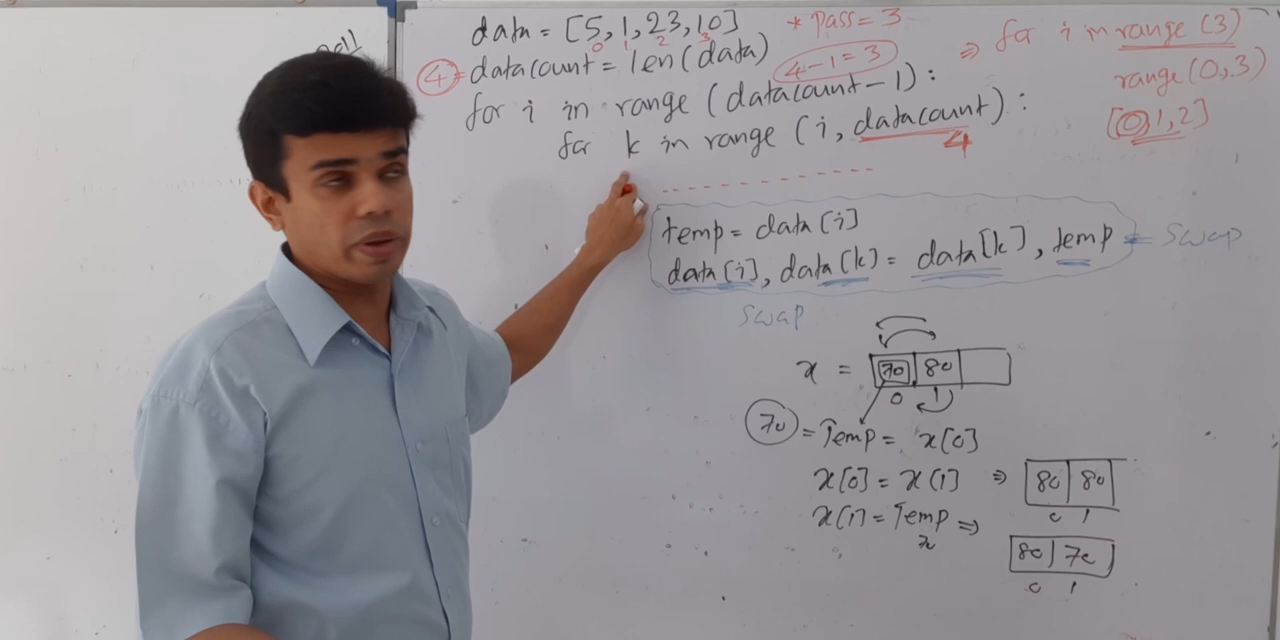 data = [5, 1, 23, 10]
0 1 2 3
* pass = 3
4 = datacount = len(data)
4-1=3
for i in range (datacount - 1) :
for k in range (i, datacount) :
4
=> for i in range (3)
range (0, 3)
[0, 1, 2]
temp = data [i]
data [i], data [k] = data [k], temp = swap
swap
x = 70 80
0 1
70 = Temp = x[0]
x[0] = x[1] => 80 80
0 1
x[1] = Temp =>
80 70
0 1